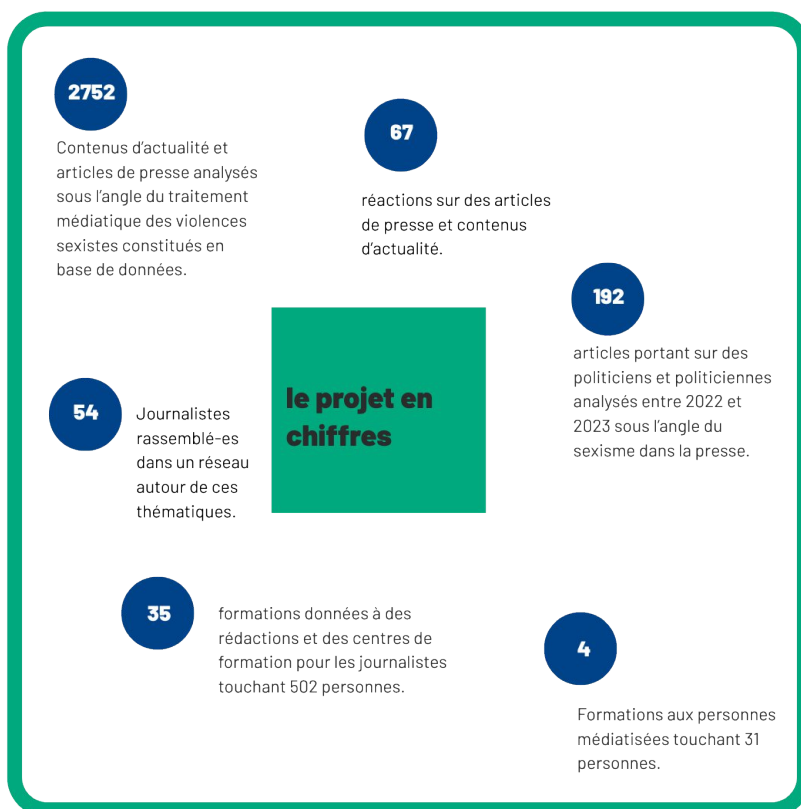 2752
Contenus d'actualité et
articles de presse analysés
sous l'angle du traitement
médiatique des violences
sexistes constitués en
base de données.
67
réactions sur des articles
de presse et contenus
d'actualité.
192
articles portant sur des
politiciens et politiciennes
analysés entre 2022 et
2023 sous l'angle du
sexisme dans la presse.
le projet en
chiffres
54
Journalistes
rassemblé-es
dans un réseau
autour de ces
thématiques.
35
formations données à des
rédactions et des centres de
formation pour les journalistes
touchant 502 personnes.
4
Formations aux personnes
médiatisées touchant 31
personnes.